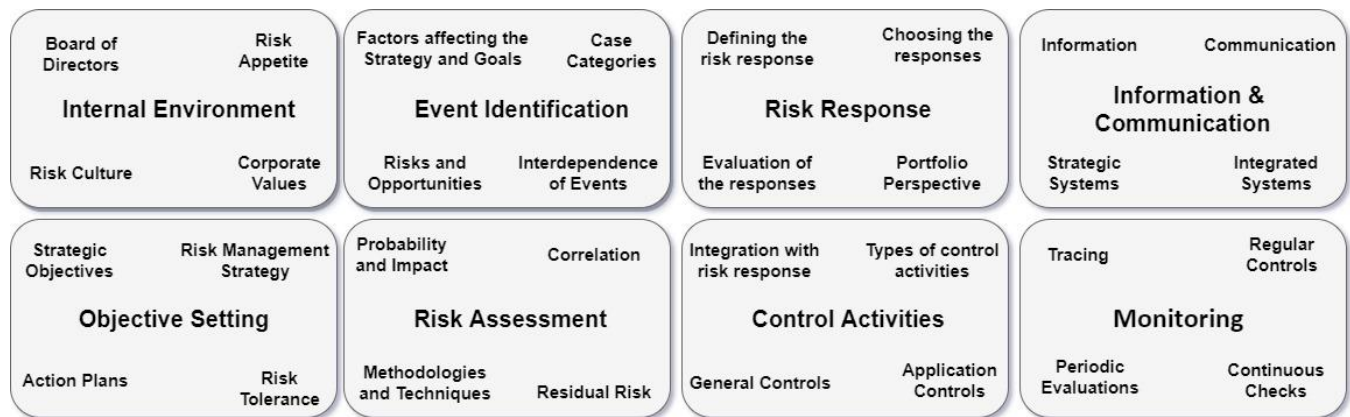 Board of
Directors
Risk
Appetite
Internal Environment
Risk Culture
Corporate
Values
Factors affecting the
Strategy and Goals
Case
Categories
Event Identification
Risks and
Opportunities
Interdependence
of Events
Defining the
risk response
Choosing the
responses
Risk Response
Evaluation of
the responses
Portfolio
Perspective
Information
Communication
Information &
Communication
Strategic
Systems
Integrated
Systems
Strategic
Objectives
Risk Management
Strategy
Objective Setting
Action Plans
Risk
Tolerance
Probability
and Impact
Correlation
Risk Assessment
Methodologies
and Techniques
Residual Risk
Integration with
risk response
Types of control
activities
Control Activities
General Controls
Application
Controls
Tracing
Regular
Controls
Monitoring
Periodic
Evaluations
Continuous
Checks